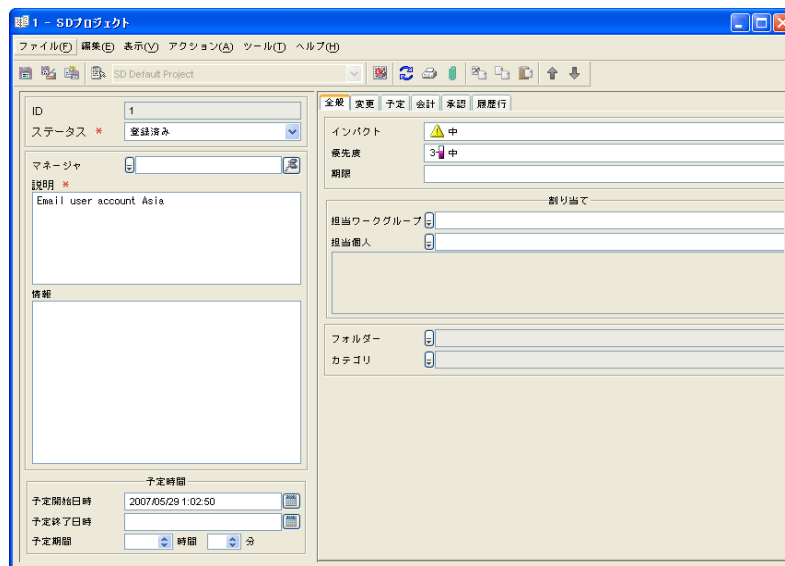 1 - SDプロジェクト
ファイル(F) 編集(E) 表示(V) アクション(A) ツール(T) ヘルプ(H)
SD Default Project
ID 1
ステータス * 登録済み
マネージャ
説明 *
Email user account Asia
情報
予定時間
予定開始日時 2007/05/29 1:02:50
予定終了日時
予定期間 時間 分
全般 変更 予定 会計 承認 履歴行
インパクト 中
優先度 3- 中
期限
割り当て
担当ワークグループ
担当個人
フォルダー
カテゴリ